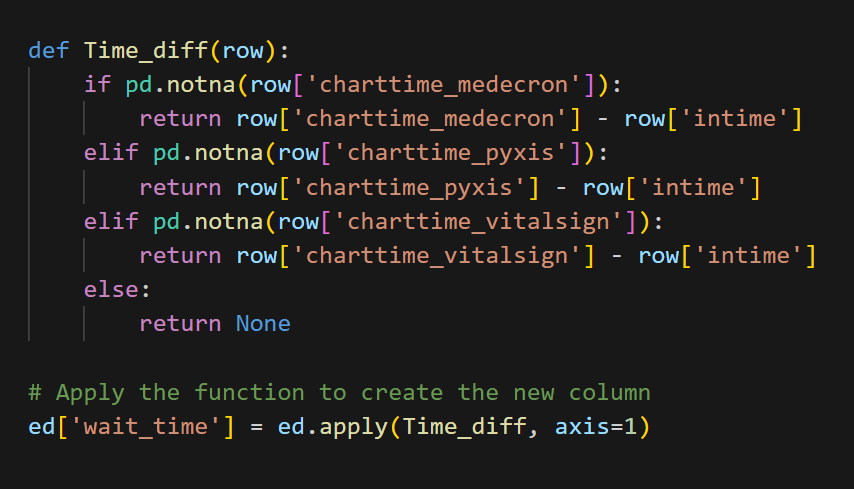 def Time_diff(row):
    if pd.notna(row['charttime_medecron']):
        return row['charttime_medecron'] - row['intime']
    elif pd.notna(row['charttime_pyxis']):
        return row['charttime_pyxis'] - row['intime']
    elif pd.notna(row['charttime_vitalsign']):
        return row['charttime_vitalsign'] - row['intime']
    else:
        return None
# Apply the function to create the new column
ed['wait_time'] = ed.apply(Time_diff, axis=1)